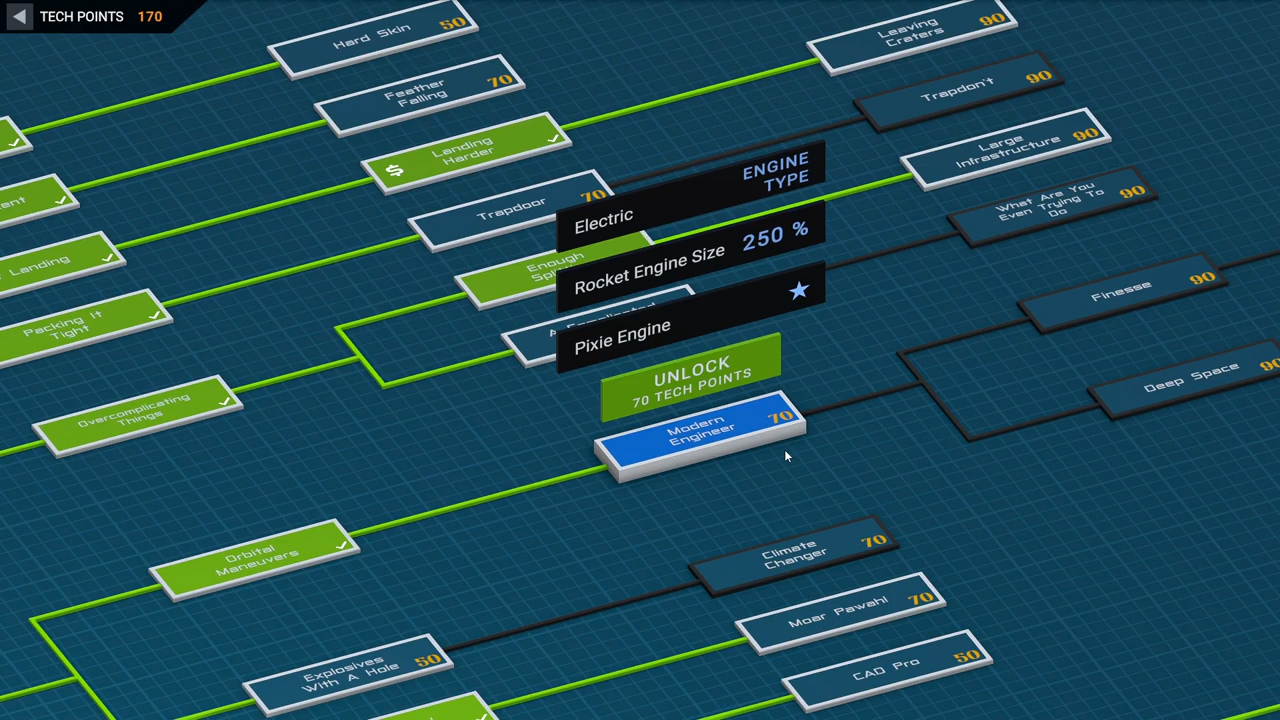 TECH POINTS 170
Hard Skin
50
Feather
Falling
70
Landing
Harder
$
Trapdoor
70
Enough
Leaving
Craters
90
Trapdon't
90
Large
Infrastructure
90
What Are You
Even Trying To
Do
90
Finesse
90
Deep Space
90
ENGINE
TYPE
Electric
Rocket Engine Size
250 %
Pixie Engine
UNLOCK
70 TECH POINTS
Modern
Engineer
70
Landing
Packing It
Tight
Overcomplicating
Things
Orbital
Maneuvers
Explosives
With A Hole
50
Climate
Changer
70
Moar Pawah!
70
CAD Pro
50